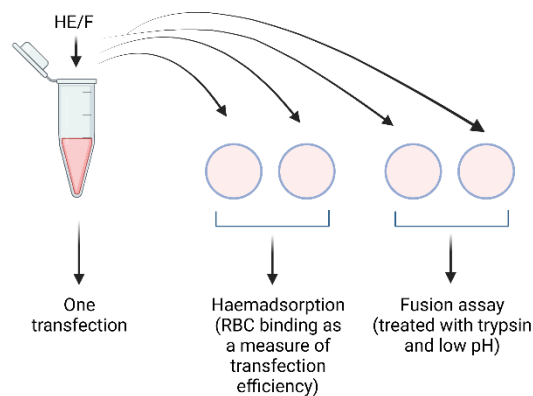 HE/F
One
transfection
Haemadsorption
(RBC binding as
a measure of
transfection
efficiency)
Fusion assay
(treated with trypsin
and low pH)